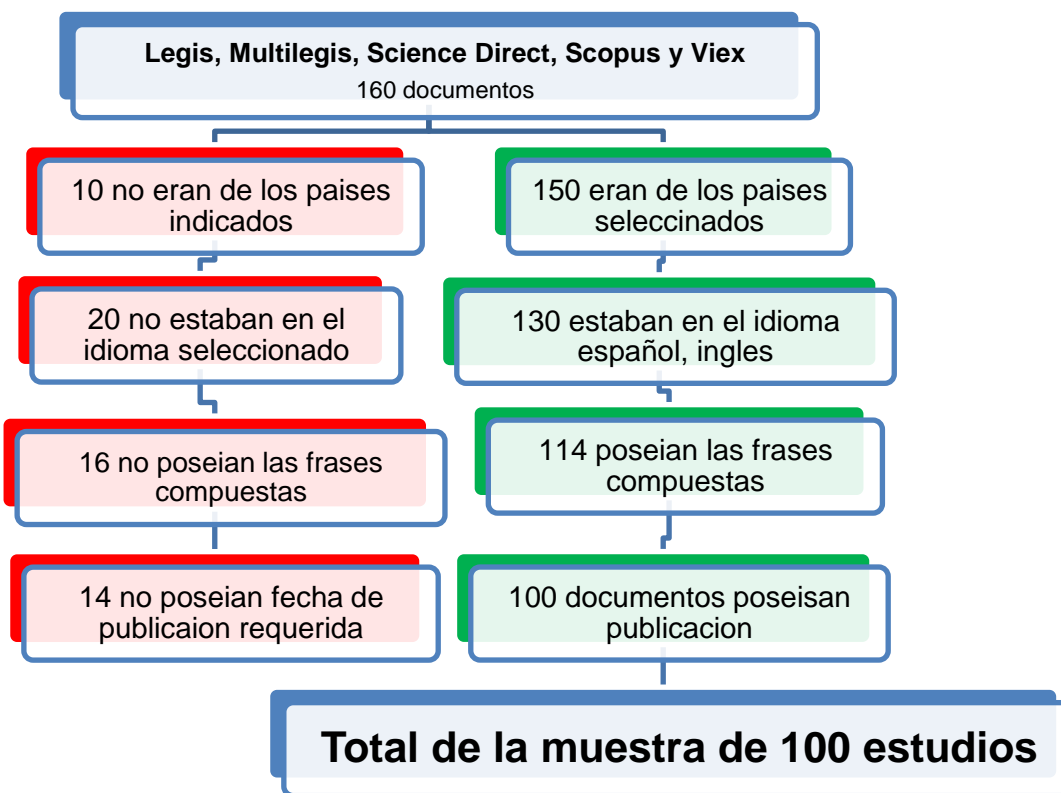 Legis, Multilegis, Science Direct, Scopus y Viex
160 documentos
10 no eran de los paises
indicados
150 eran de los paises
seleccinados
20 no estaban en el
idioma seleccionado
130 estaban en el idioma
español, ingles
16 no poseian las frases
compuestas
114 poseian las frases
compuestas
14 no poseian fecha de
publicaion requerida
100 documentos poseisan
publicacion
Total de la muestra de 100 estudios